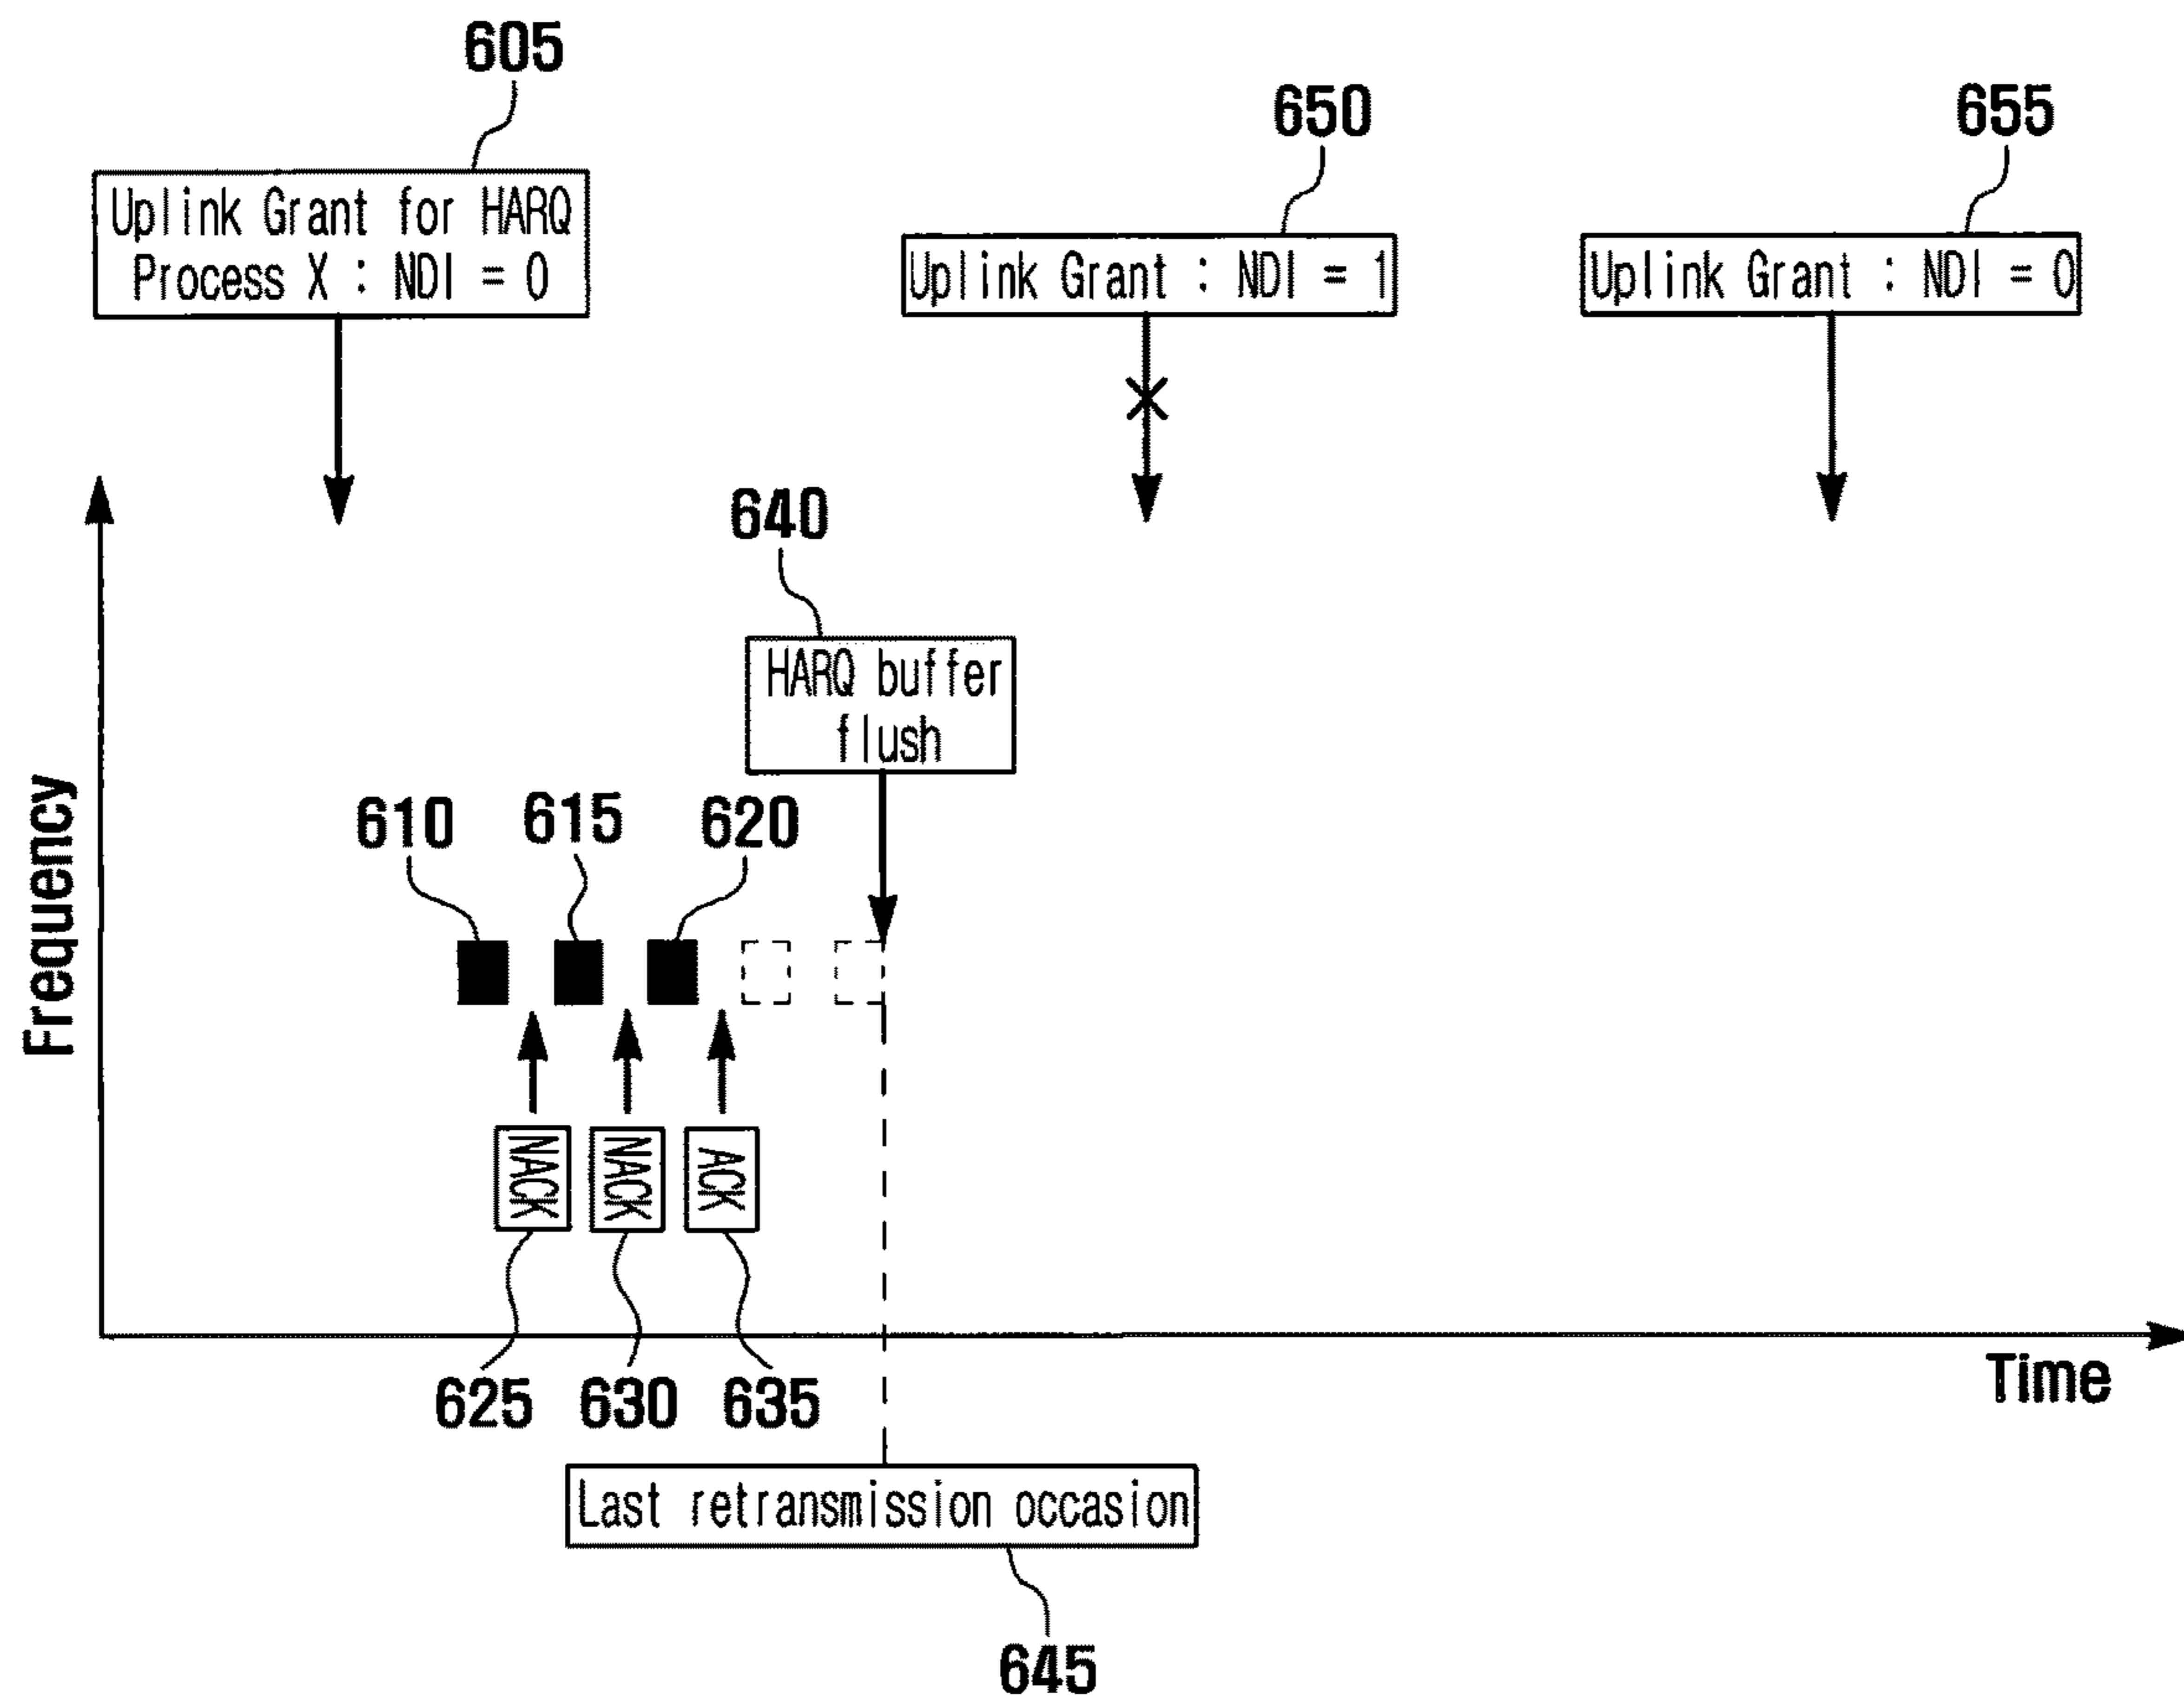 605
650
655
Uplink Grant for HARQ
Process X : NDI = 0
Uplink Grant : NDI = 1
Uplink Grant : NDI = 0
640
HARQ buffer
flush
610
615
620
Frequency
NACK
NACK
ACK
Time
625
630
635
Last retransmission occasion
645